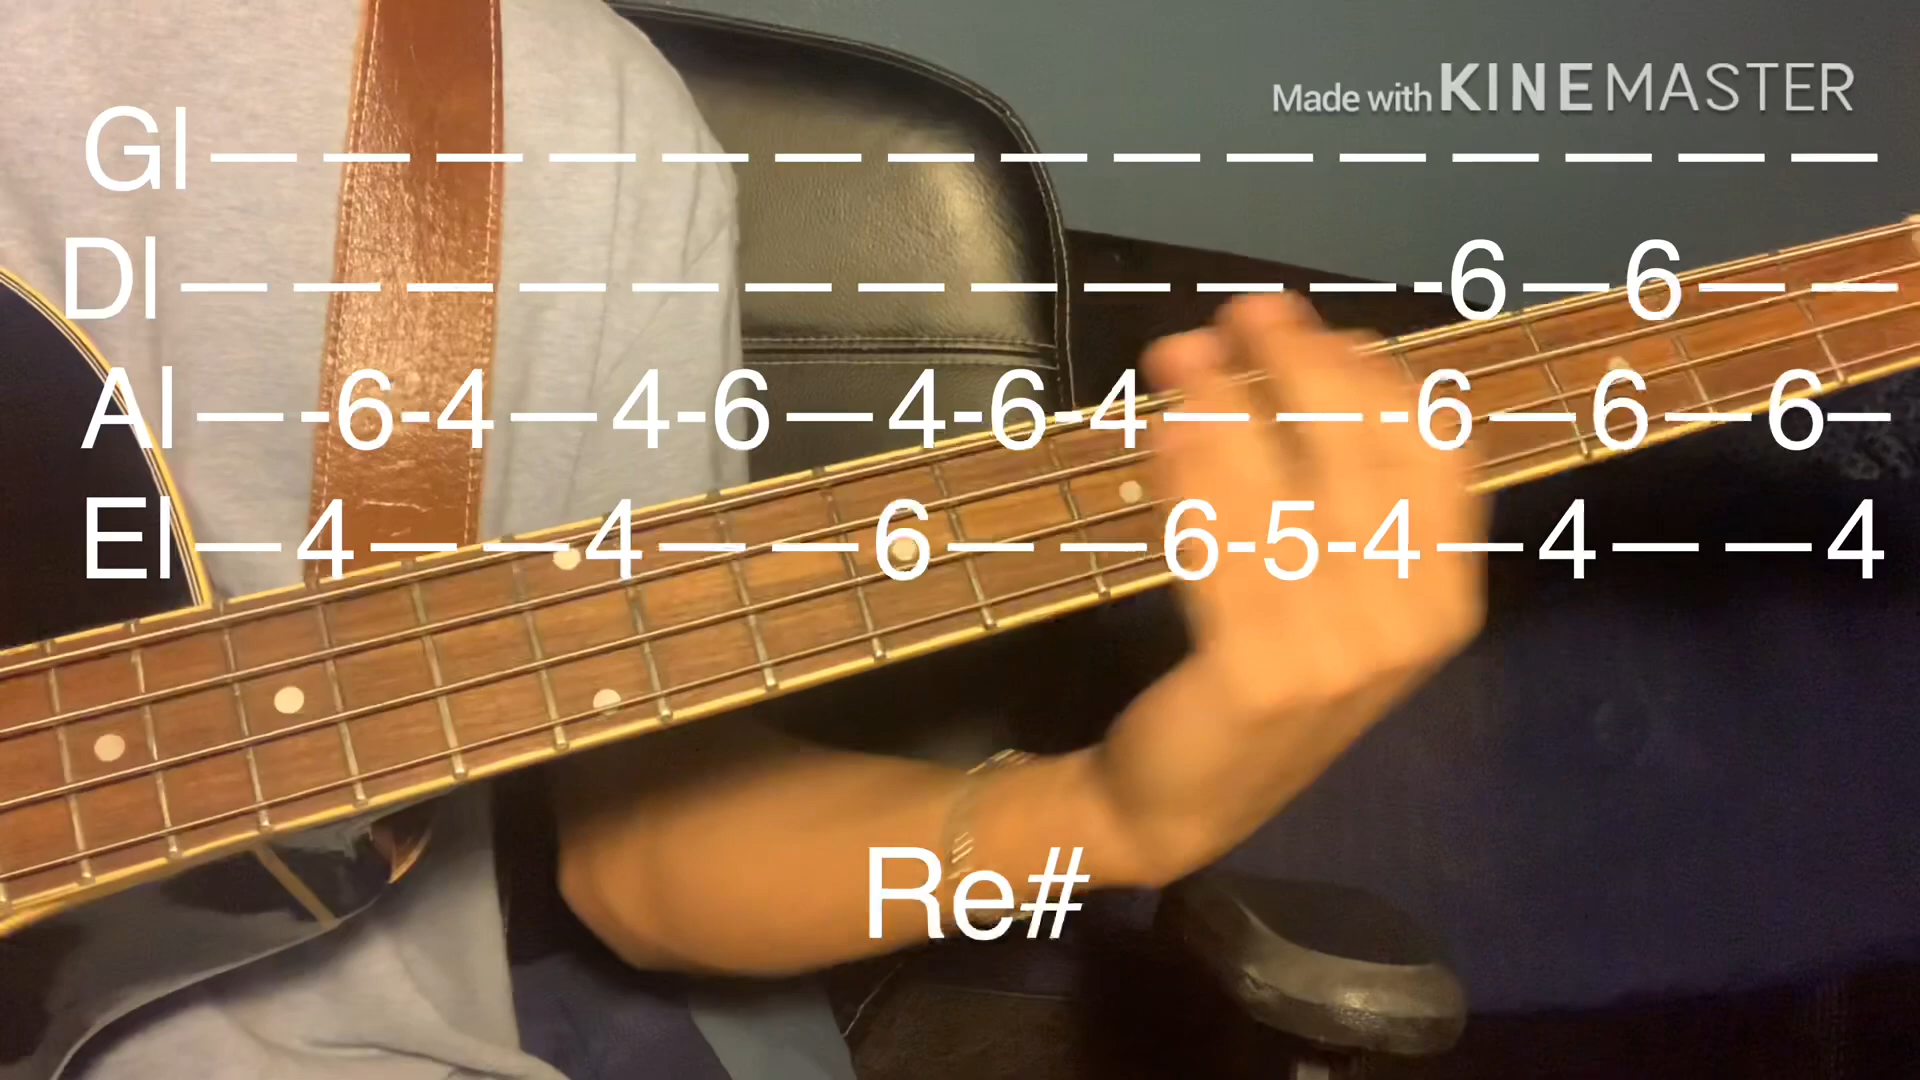 Made with KINEMASTER
G|— — — — — — — — — — — — — — —
D|— — — — — — — — — — —-6—6— —
A|—-6-4—4-6—4-6-4— —-6—6—6—
E|—4— —4— —6— —6-5-4—4— —4
Re#